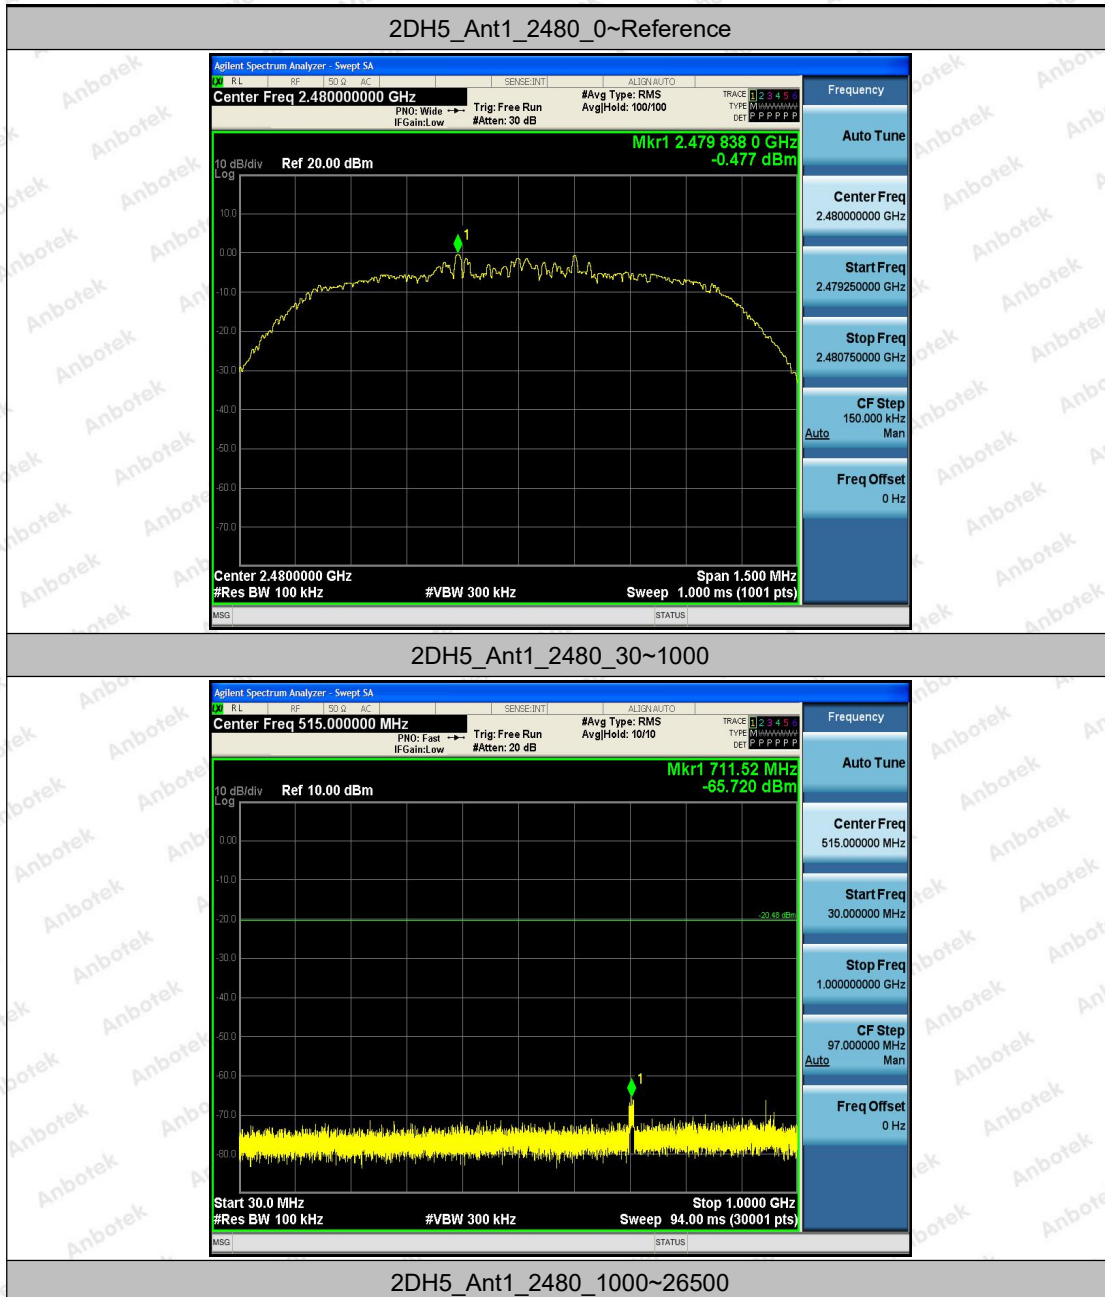 2DH5_Ant1_2480_0~Reference
Agilent Spectrum Analyzer - Swept SA
RL RF 50 Ω AC SENSE:INT ALIGN AUTO
Center Freq 2.480000000 GHz
PNO: Wide
IFGain:Low
Trig: Free Run
#Atten: 30 dB
#Avg Type: RMS
Avg|Hold: 100/100
TRACE 1 2 3 4 5 6
TYPE M
DET P P P P P P
Mkr1 2.479 838 0 GHz
-0.477 dBm
10 dB/div Ref 20.00 dBm
Log
10.0
0.00
-10.0
-20.0
-30.0
-40.0
-50.0
-60.0
-70.0
1
Center 2.4800000 GHz Span 1.500 MHz
#Res BW 100 kHz #VBW 300 kHz Sweep 1.000 ms (1001 pts)
MSG STATUS
Frequency
Auto Tune
Center Freq
2.480000000 GHz
Start Freq
2.479250000 GHz
Stop Freq
2.480750000 GHz
CF Step
150.000 kHz
Auto Man
Freq Offset
0 Hz
2DH5_Ant1_2480_30~1000
Agilent Spectrum Analyzer - Swept SA
RL RF 50 Ω AC SENSE:INT ALIGN AUTO
Center Freq 515.000000 MHz
PNO: Fast
IFGain:Low
Trig: Free Run
#Atten: 20 dB
#Avg Type: RMS
Avg|Hold: 10/10
TRACE 1 2 3 4 5 6
TYPE M
DET P P P P P P
Mkr1 711.52 MHz
-65.720 dBm
10 dB/div Ref 10.00 dBm
Log
0.00
-10.0
-20.0
-30.0
-40.0
-50.0
-60.0
-70.0
-80.0
-20.48 dBm
1
Start 30.0 MHz Stop 1.0000 GHz
#Res BW 100 kHz #VBW 300 kHz Sweep 94.00 ms (30001 pts)
MSG STATUS
Frequency
Auto Tune
Center Freq
515.000000 MHz
Start Freq
30.000000 MHz
Stop Freq
1.000000000 GHz
CF Step
97.000000 MHz
Auto Man
Freq Offset
0 Hz
2DH5_Ant1_2480_1000~26500